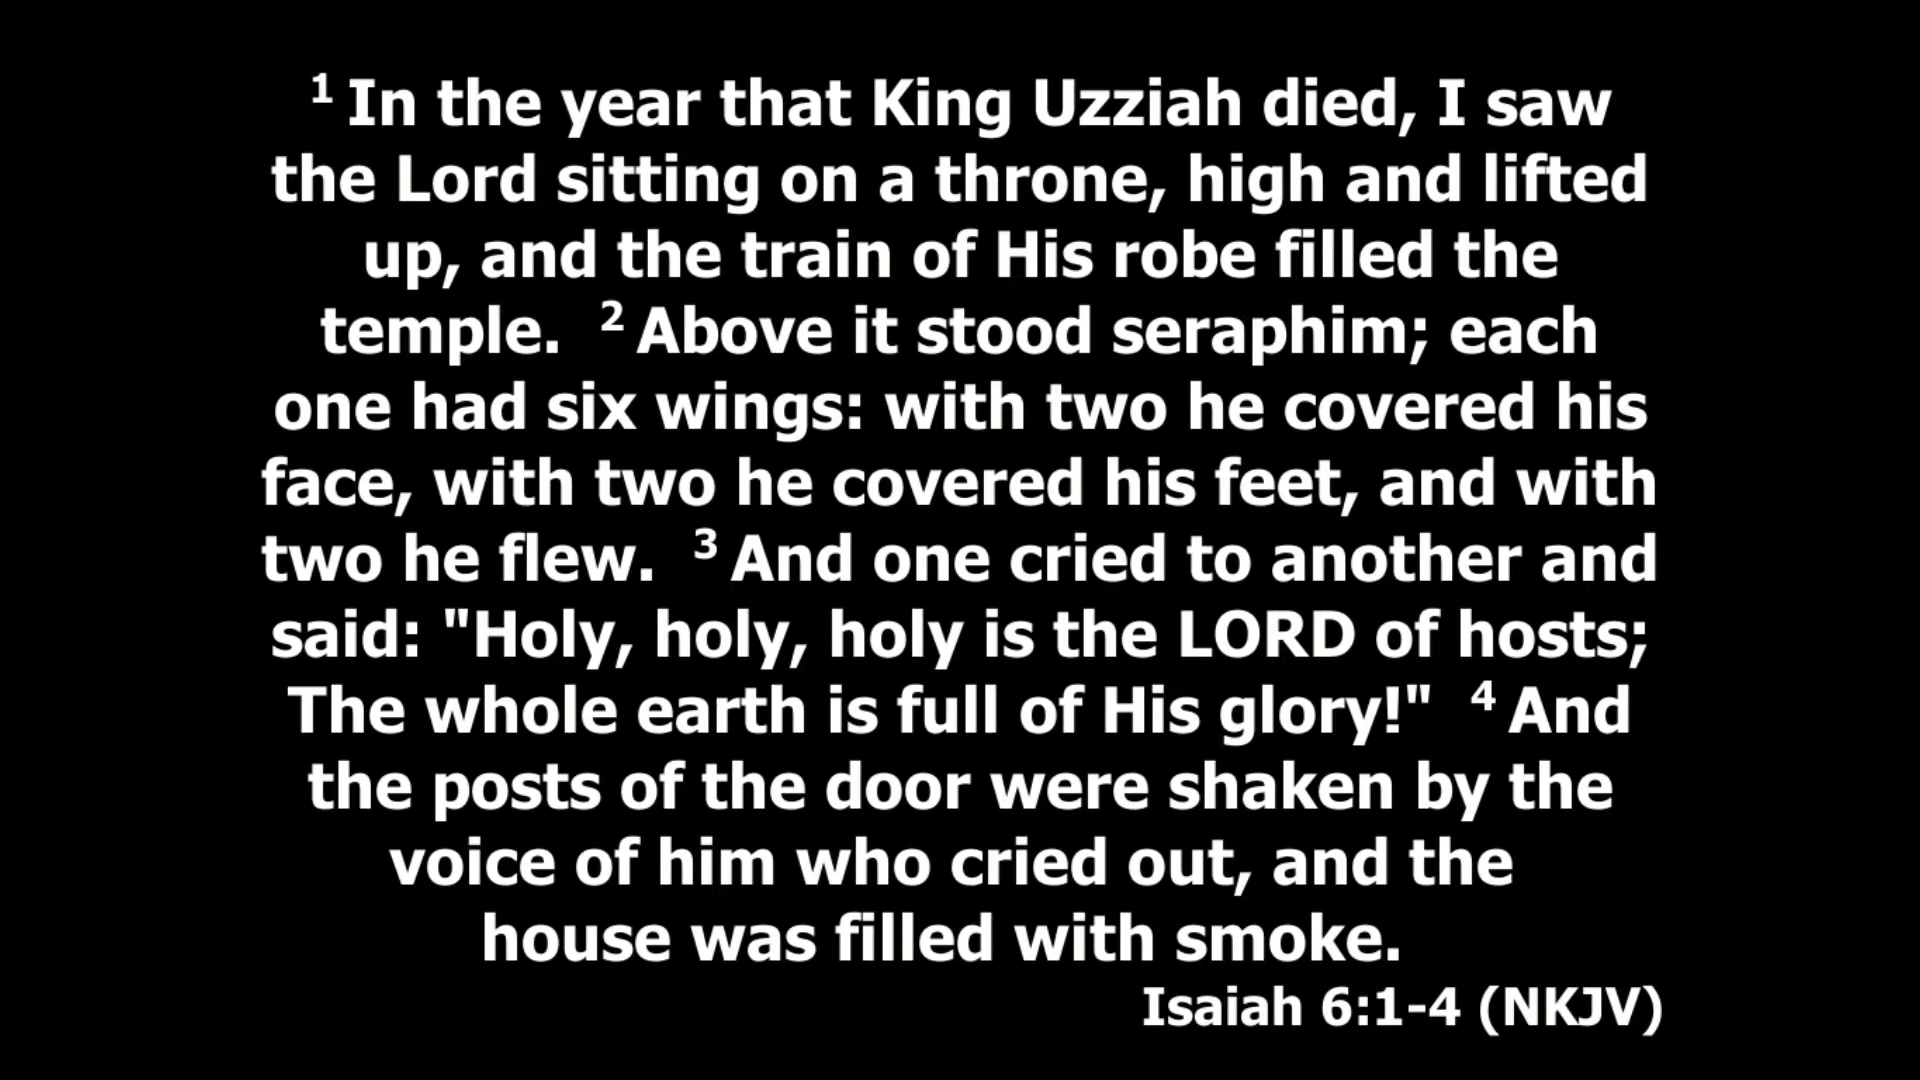 1 In the year that King Uzziah died, I saw
the Lord sitting on a throne, high and lifted
up, and the train of His robe filled the
temple. 2 Above it stood seraphim; each
one had six wings: with two he covered his
face, with two he covered his feet, and with
two he flew. 3 And one cried to another and
said: "Holy, holy, holy is the LORD of hosts;
The whole earth is full of His glory!" 4 And
the posts of the door were shaken by the
voice of him who cried out, and the
house was filled with smoke.
Isaiah 6:1-4 (NKJV)